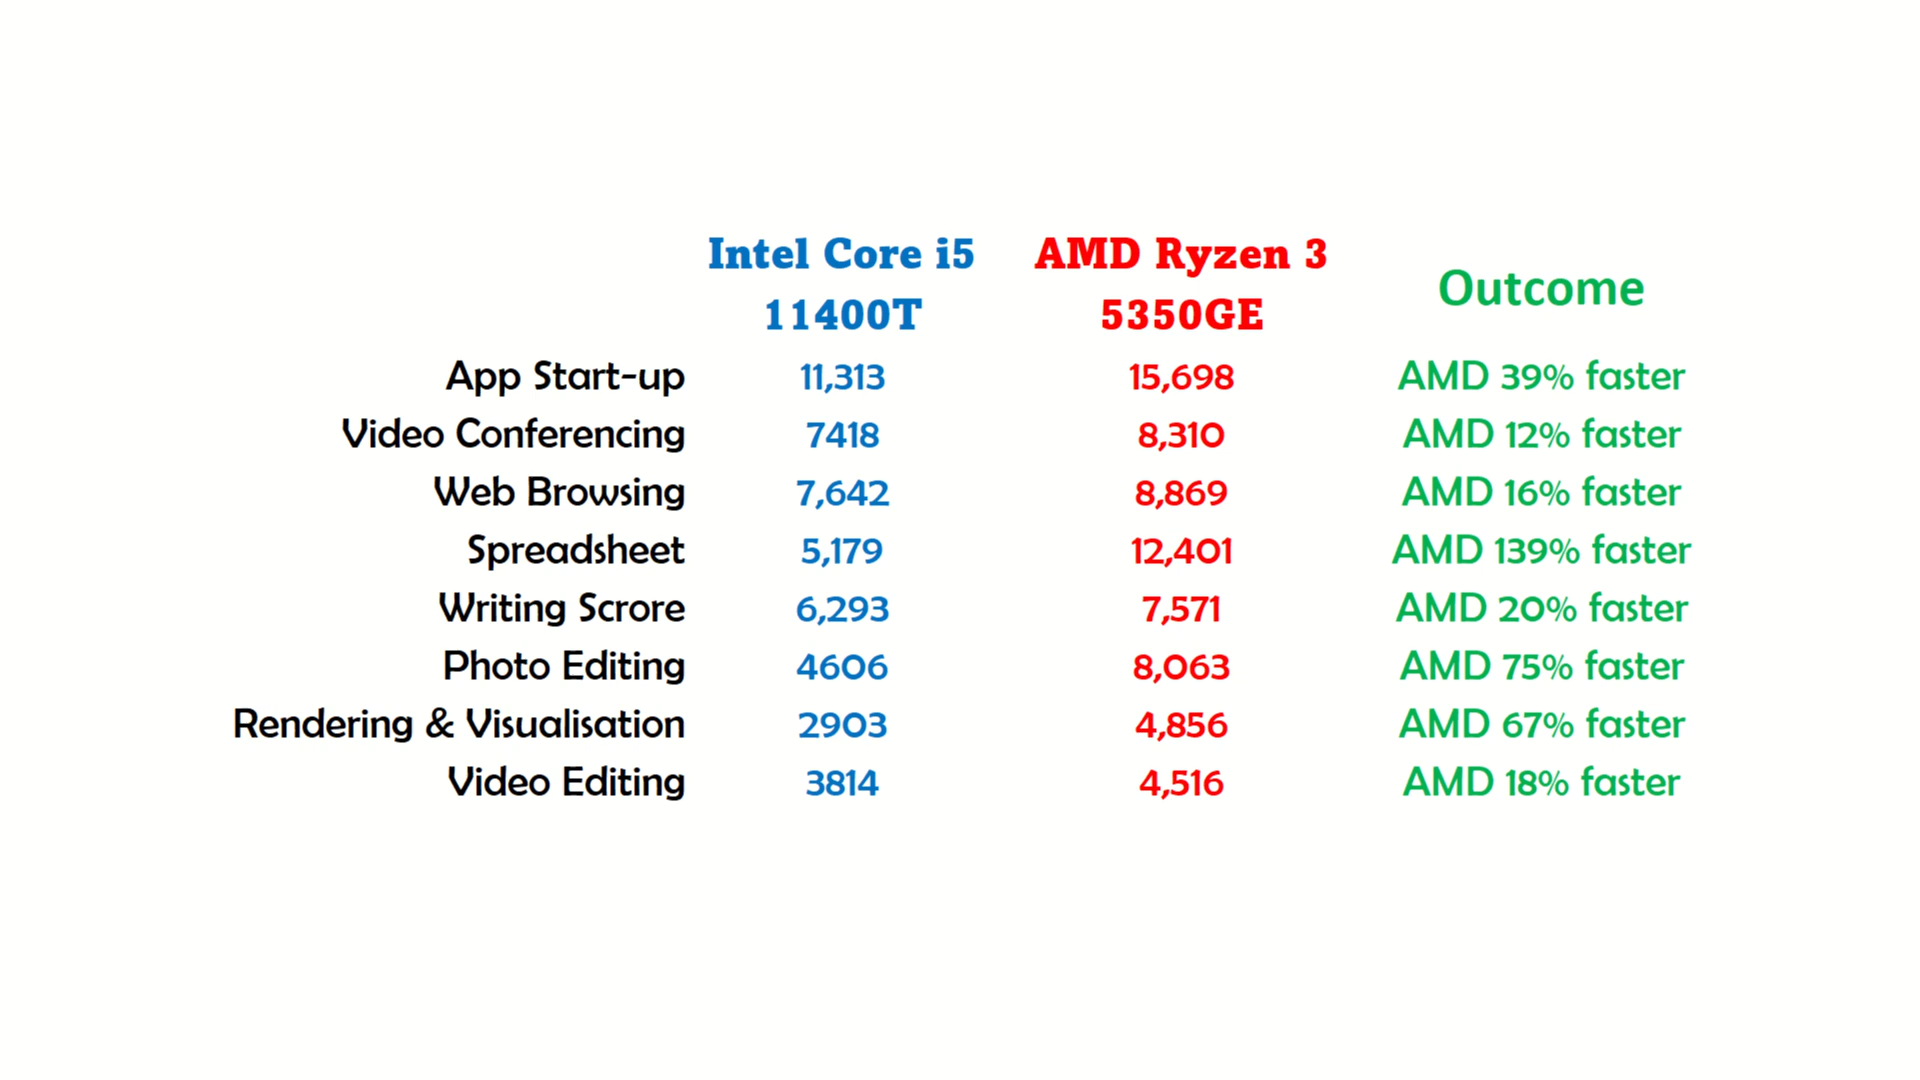 Intel Core i5 AMD Ryzen 3
11400T 5350GE Outcome
App Start-up 11,313 15,698 AMD 39% faster
Video Conferencing 7418 8,310 AMD 12% faster
Web Browsing 7,642 8,869 AMD 16% faster
Spreadsheet 5,179 12,401 AMD 139% faster
Writing Scrore 6,293 7,571 AMD 20% faster
Photo Editing 4606 8,063 AMD 75% faster
Rendering & Visualisation 2903 4,856 AMD 67% faster
Video Editing 3814 4,516 AMD 18% faster